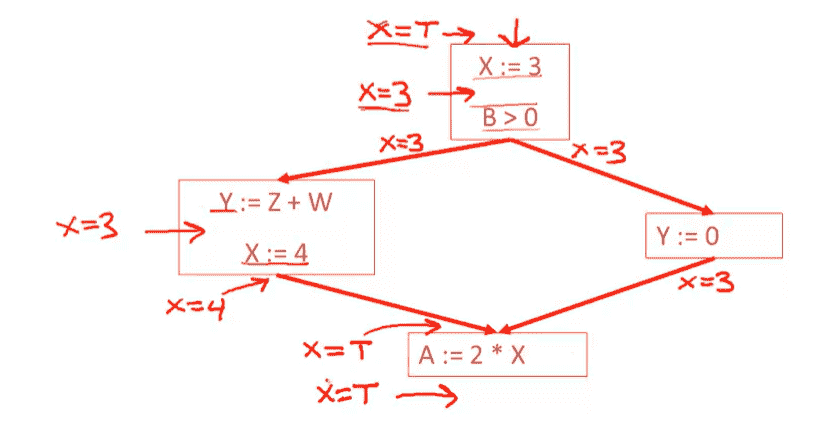 X=T
X := 3
X=3
B > 0
X=3
X=3
Y := Z + W
X=3
X := 4
Y := 0
X=4
X=3
X=T
A := 2 * X
X=T